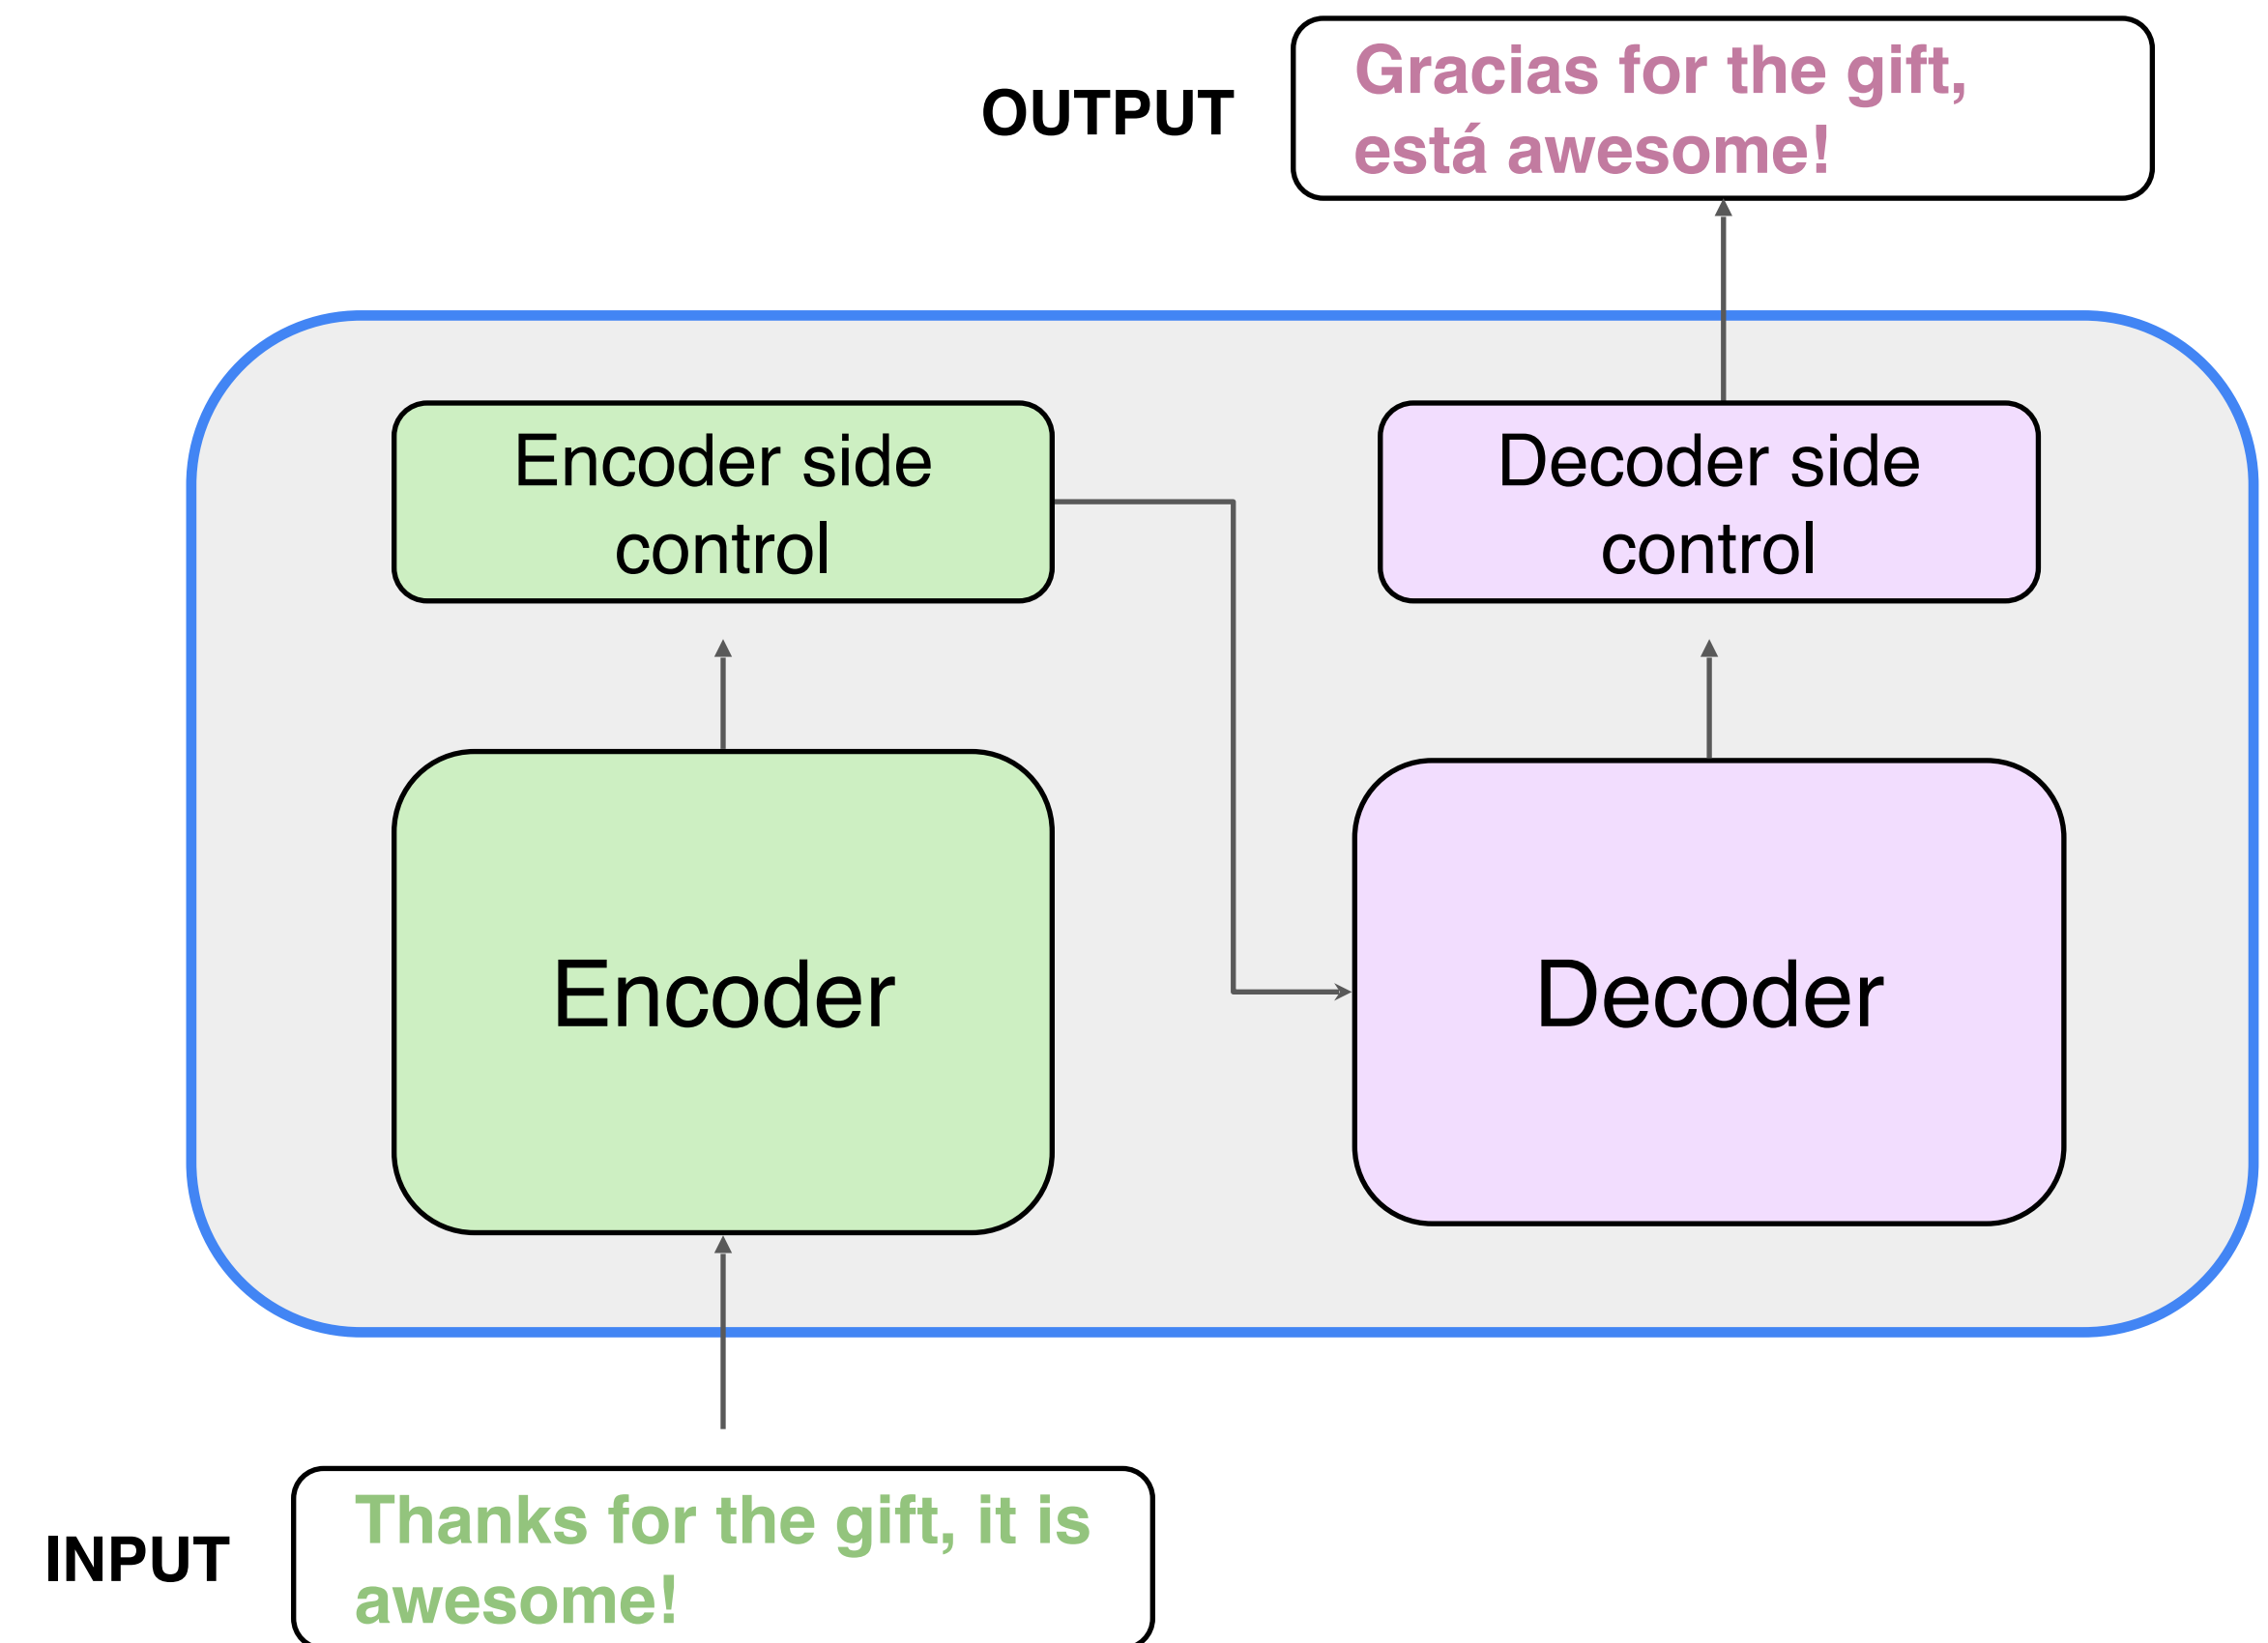 OUTPUT
Gracias for the gift,
está awesome!
Encoder side
control
Decoder side
control
Encoder
Decoder
INPUT
Thanks for the gift, it is
awesome!